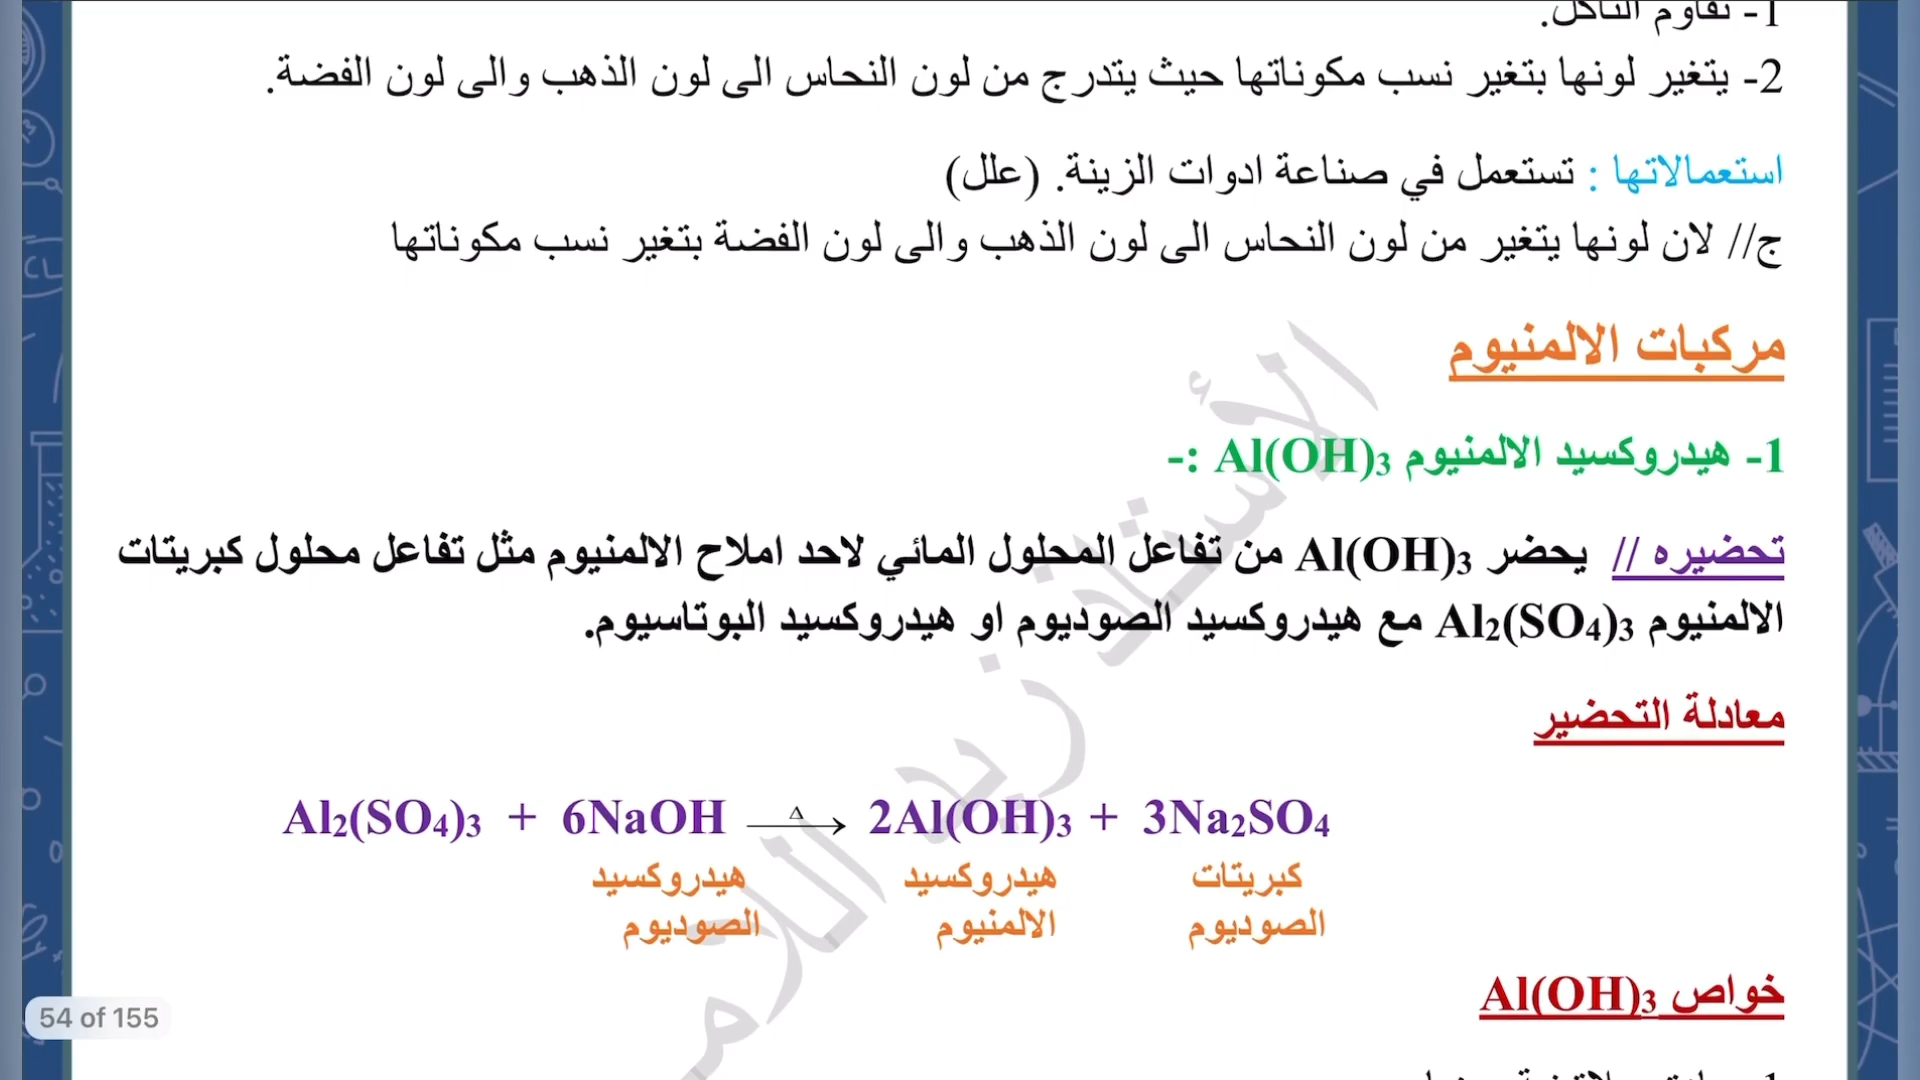 1- تقاوم التآكل.
2- يتغير لونها بتغير نسب مكوناتها حيث يتدرج من لون النحاس الى لون الذهب والى لون الفضة.
استعمالاتها : تستعمل في صناعة ادوات الزينة. (علل)
ج// لان لونها يتغير من لون النحاس الى لون الذهب والى لون الفضة بتغير نسب مكوناتها
مركبات الالمنيوم
1- هيدروكسيد الالمنيوم Al(OH)3 :-
تحضيره // يحضر Al(OH)3 من تفاعل المحلول المائي لاحد املاح الالمنيوم مثل تفاعل محلول كبريتات
الالمنيوم Al2(SO4)3 مع هيدروكسيد الصوديوم او هيدروكسيد البوتاسيوم.
معادلة التحضير
Al2(SO4)3 + 6NaOH —Δ→ 2Al(OH)3 + 3Na2SO4
هيدروكسيد هيدروكسيد كبريتات
الصوديوم الالمنيوم الصوديوم
خواص Al(OH)3
54 of 155
الأستاذ زيد